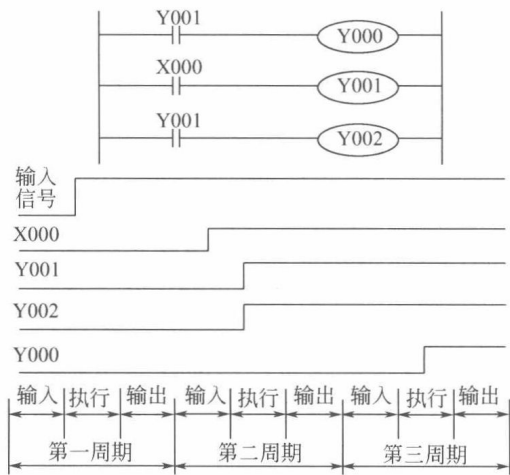 Y001
Y000
X000
Y001
Y001
Y002
输入
信号
X000
Y001
Y002
Y000
输入 执行 输出 输入 执行 输出 输入 执行 输出
第一周期 第二周期 第三周期